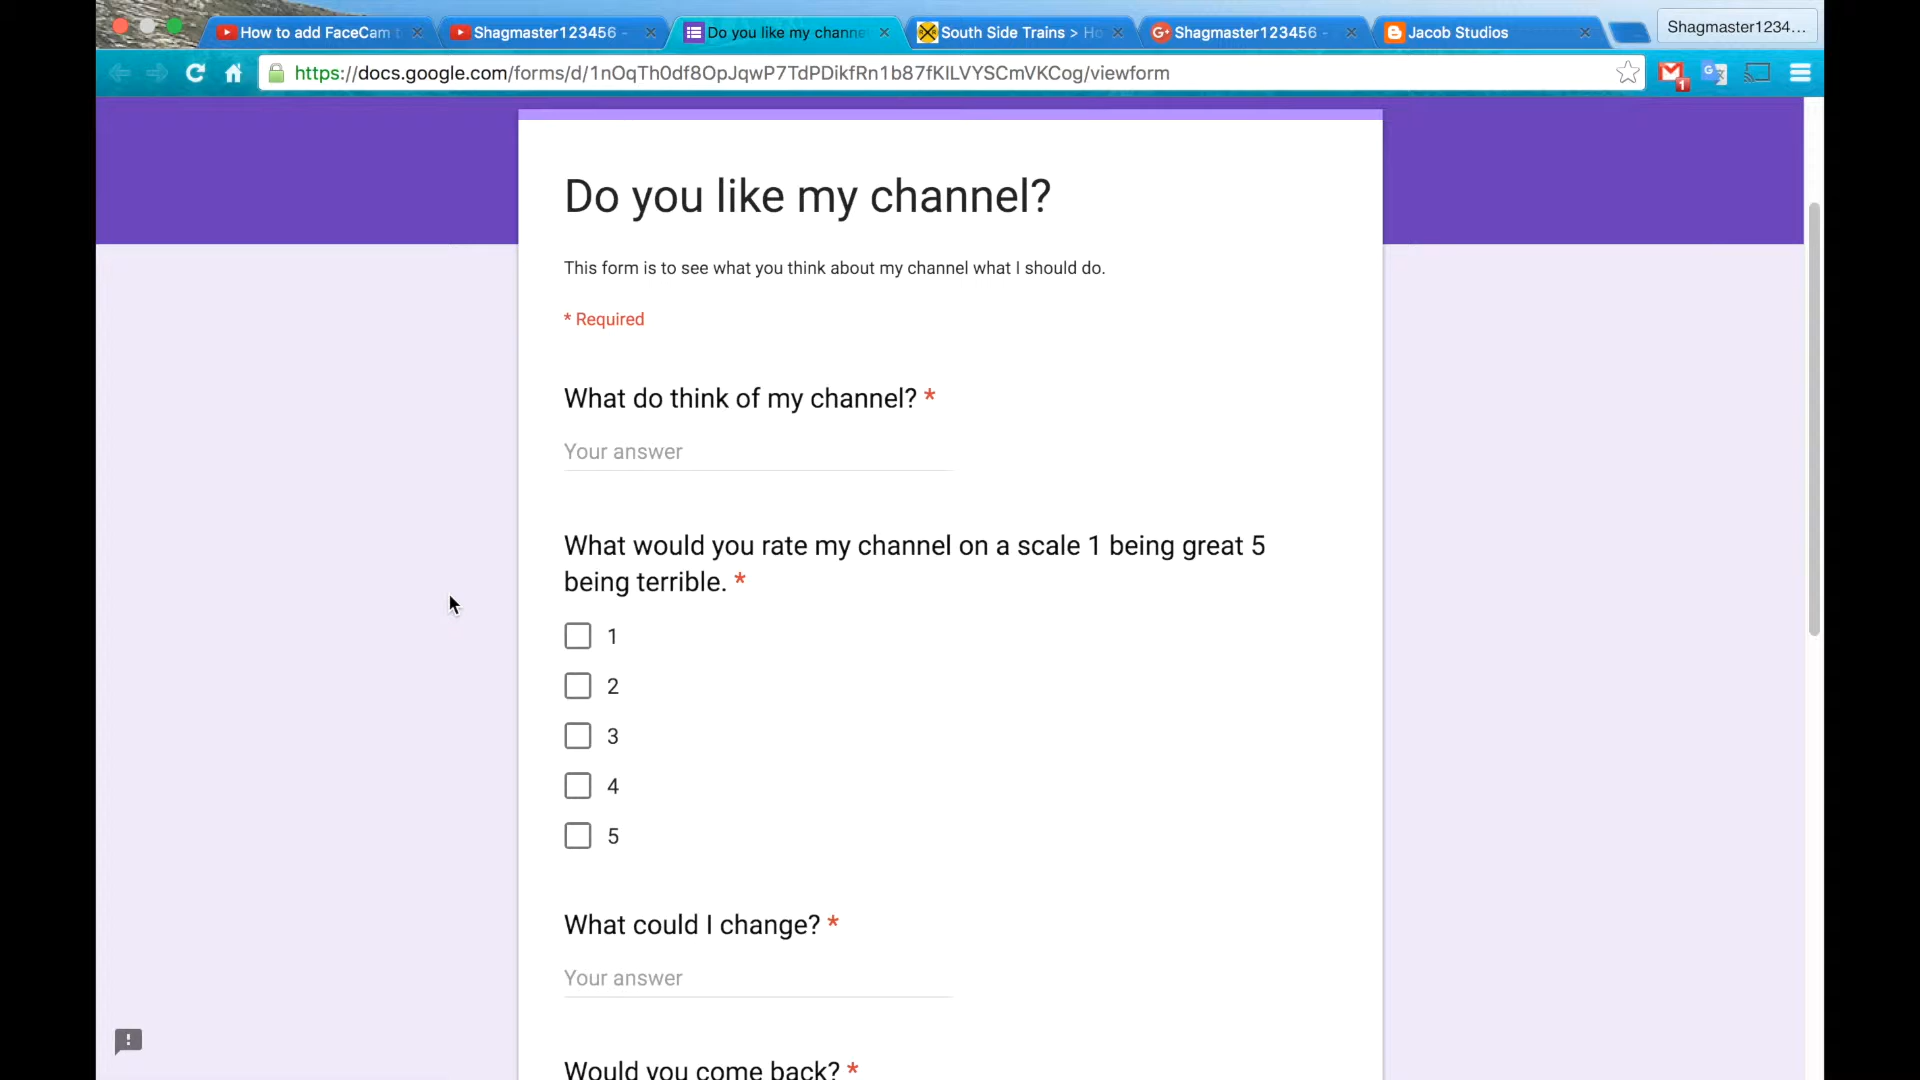 How to add FaceCam t
Shagmaster123456 -
Do you like my channe
South Side Trains > Ho
Shagmaster123456 -
Jacob Studios
Shagmaster1234...
https://docs.google.com/forms/d/1nOqTh0df8OpJqwP7TdPDikfRn1b87fKILVYSCmVKCog/viewform
1
Do you like my channel?
This form is to see what you think about my channel what I should do.
* Required
What do think of my channel? *
Your answer
What would you rate my channel on a scale 1 being great 5
being terrible. *
1
2
3
4
5
What could I change? *
Your answer
Would you come back? *